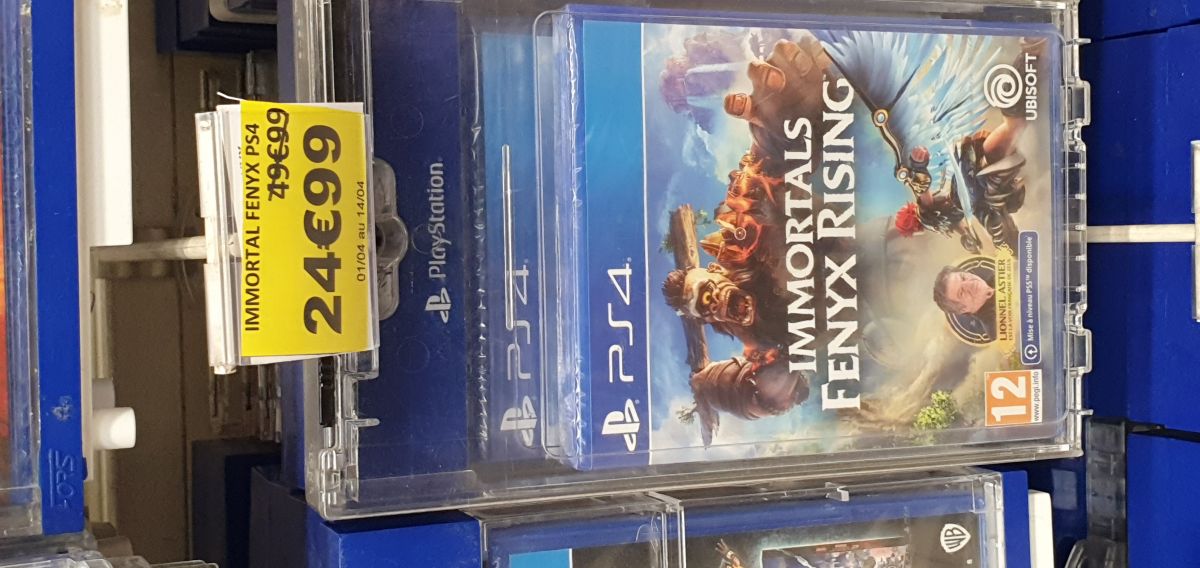 IMMORTAL FENYX PS4
49€99
24€99
01/04 au 14/04
PlayStation
PS4
PS4
IMMORTALS
FENYX RISING
UBISOFT
LIONNEL ASTIER
Mise à niveau PS5™ disponible
12
www.pegi.info
WB